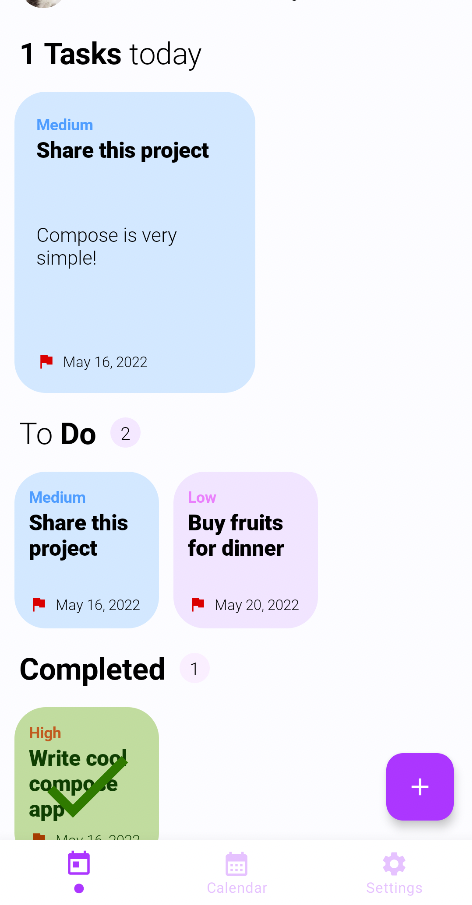 1 Tasks today
Medium
Share this project
Compose is very
simple!
May 16, 2022
To Do 2
Medium
Share this
project
May 16, 2022
Low
Buy fruits
for dinner
May 20, 2022
Completed 1
High
Write cool
compose
app
May 16, 2022
+
Calendar
Settings